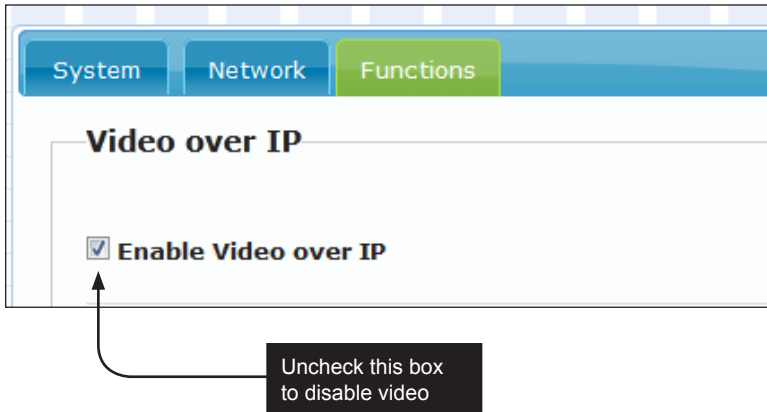 System Network Functions
Video over IP
Enable Video over IP
Uncheck this box
to disable video